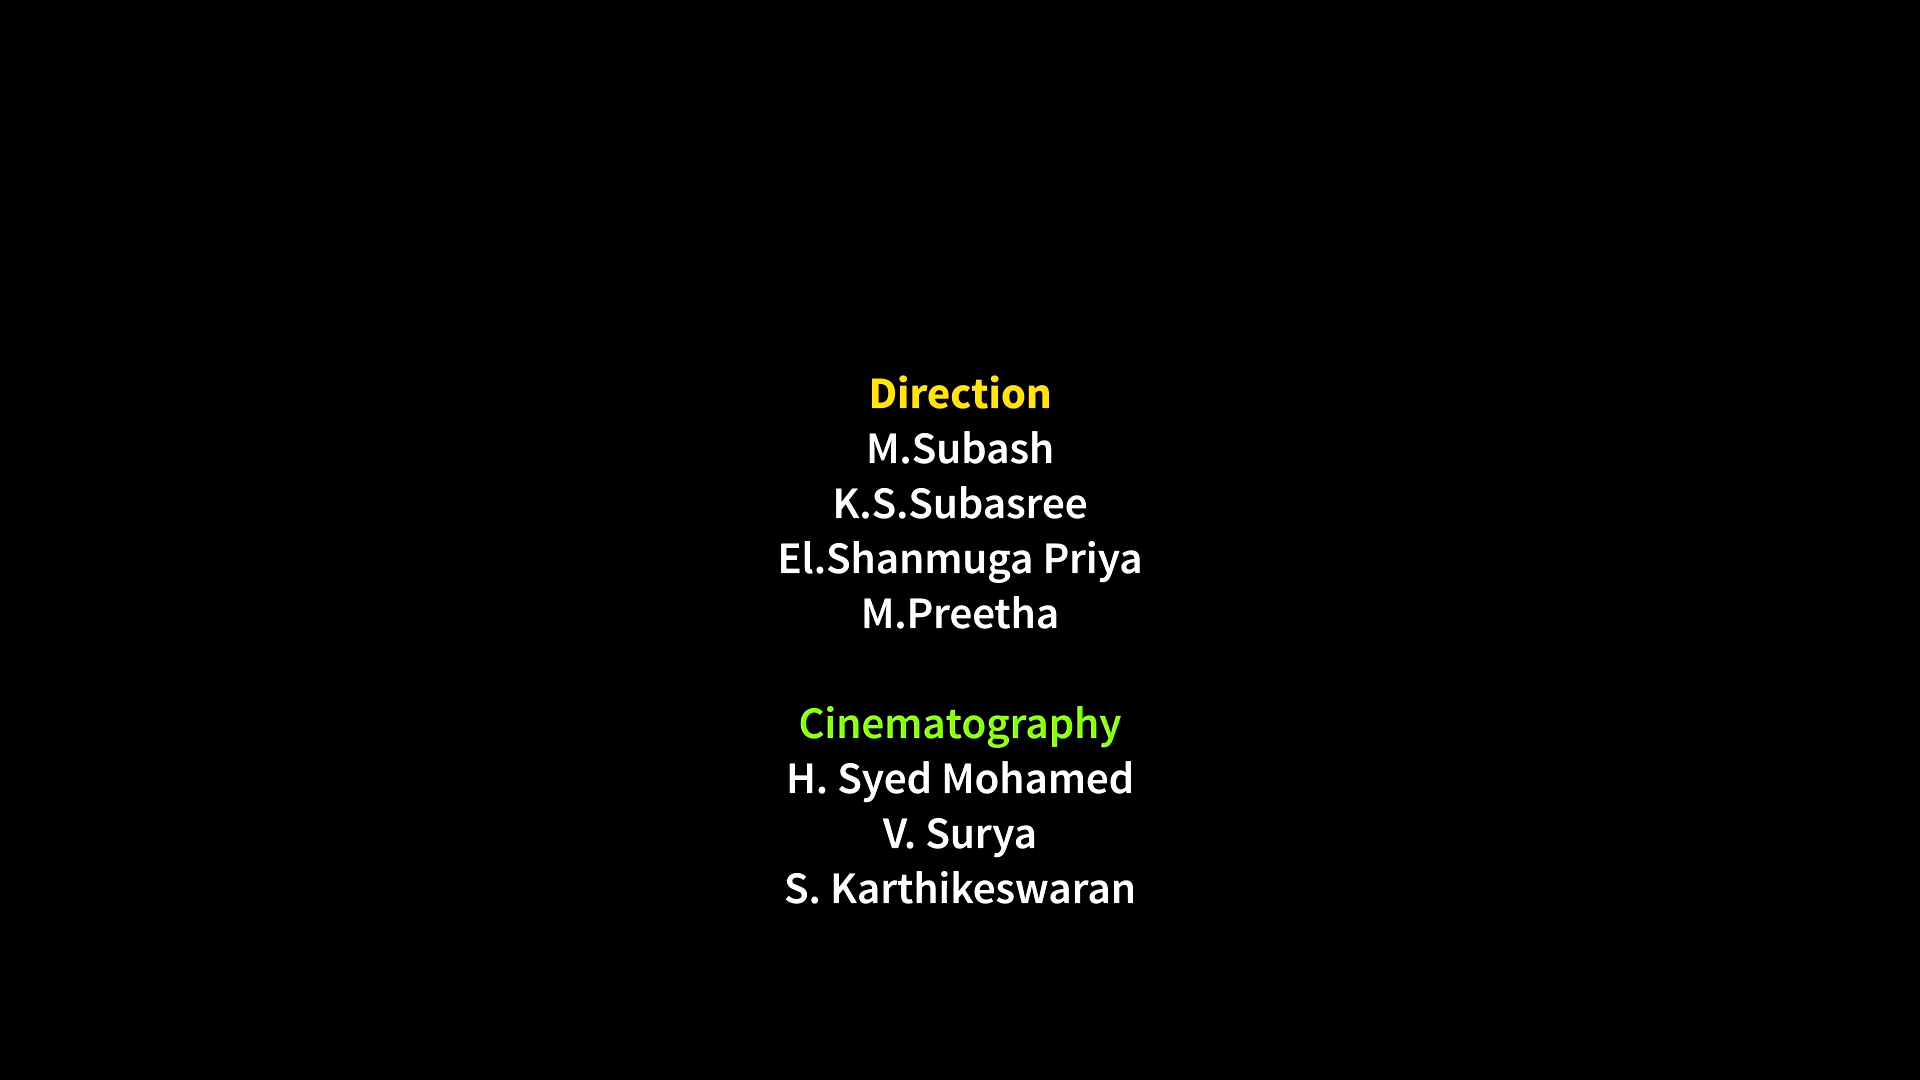 Direction
M.Subash
K.S.Subasree
El.Shanmuga Priya
M.Preetha
Cinematography
H. Syed Mohamed
V. Surya
S. Karthikeswaran